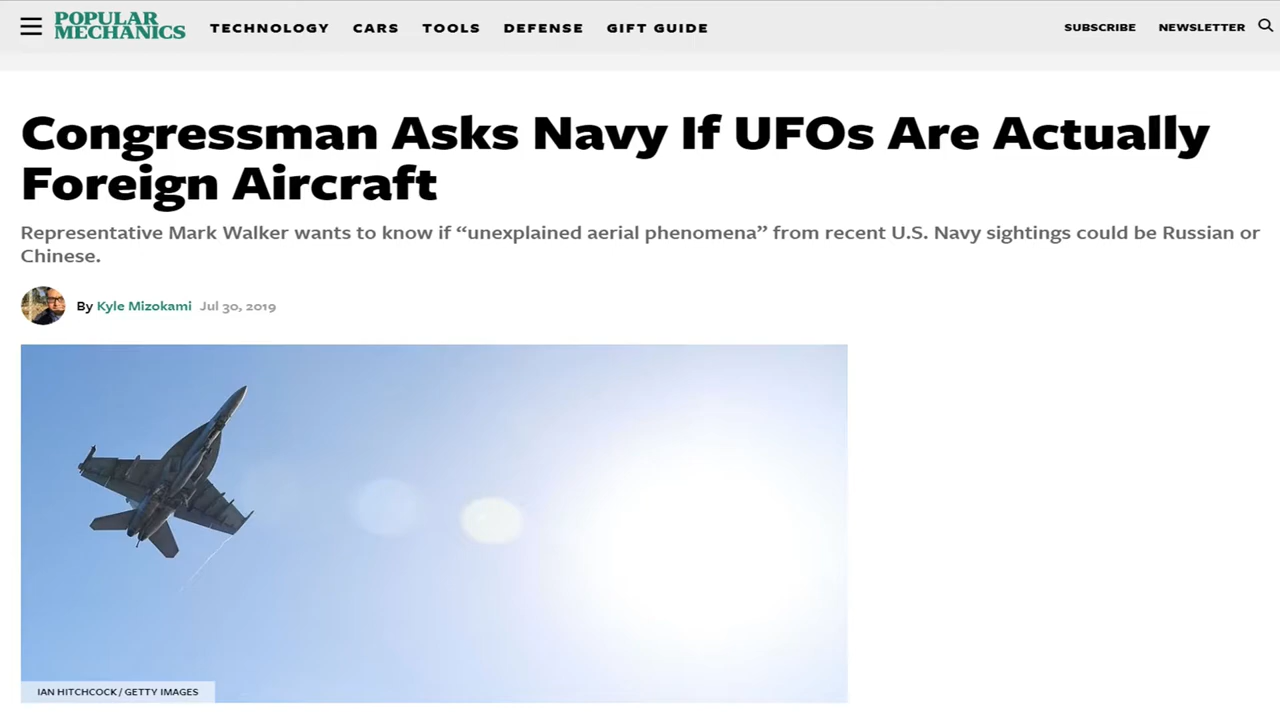 POPULAR
MECHANICS
TECHNOLOGY CARS TOOLS DEFENSE GIFT GUIDE SUBSCRIBE NEWSLETTER
Congressman Asks Navy If UFOs Are Actually
Foreign Aircraft
Representative Mark Walker wants to know if “unexplained aerial phenomena” from recent U.S. Navy sightings could be Russian or
Chinese.
By Kyle Mizokami Jul 30, 2019
IAN HITCHCOCK / GETTY IMAGES